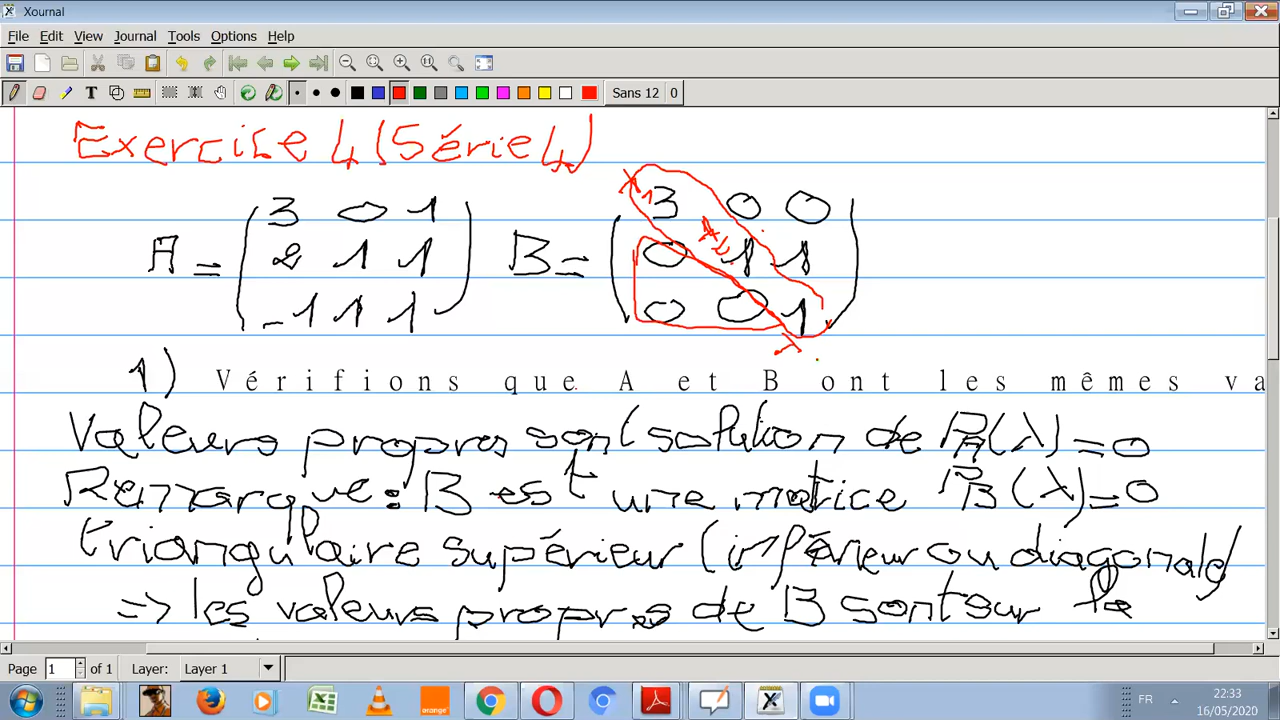 Xournal
File Edit View Journal Tools Options Help
Sans 12 0
Exercice 4 (Série 4)
A = ( 3 0 1 B = ( 3 0 0
2 1 1 0 1 1
-1 1 1 ) 0 0 1 )
1) Vérifions que A et B ont les mêmes va
Valeurs propres sont solution de PA(λ)=0
Remarque : B est une matrice PB(λ)=0
triangulaire supérieur (inférieur ou diagonale)
=> les valeurs propres de B sont sur la
Page 1 of 1 Layer: Layer 1
orange
FR
22:33
16/05/2020